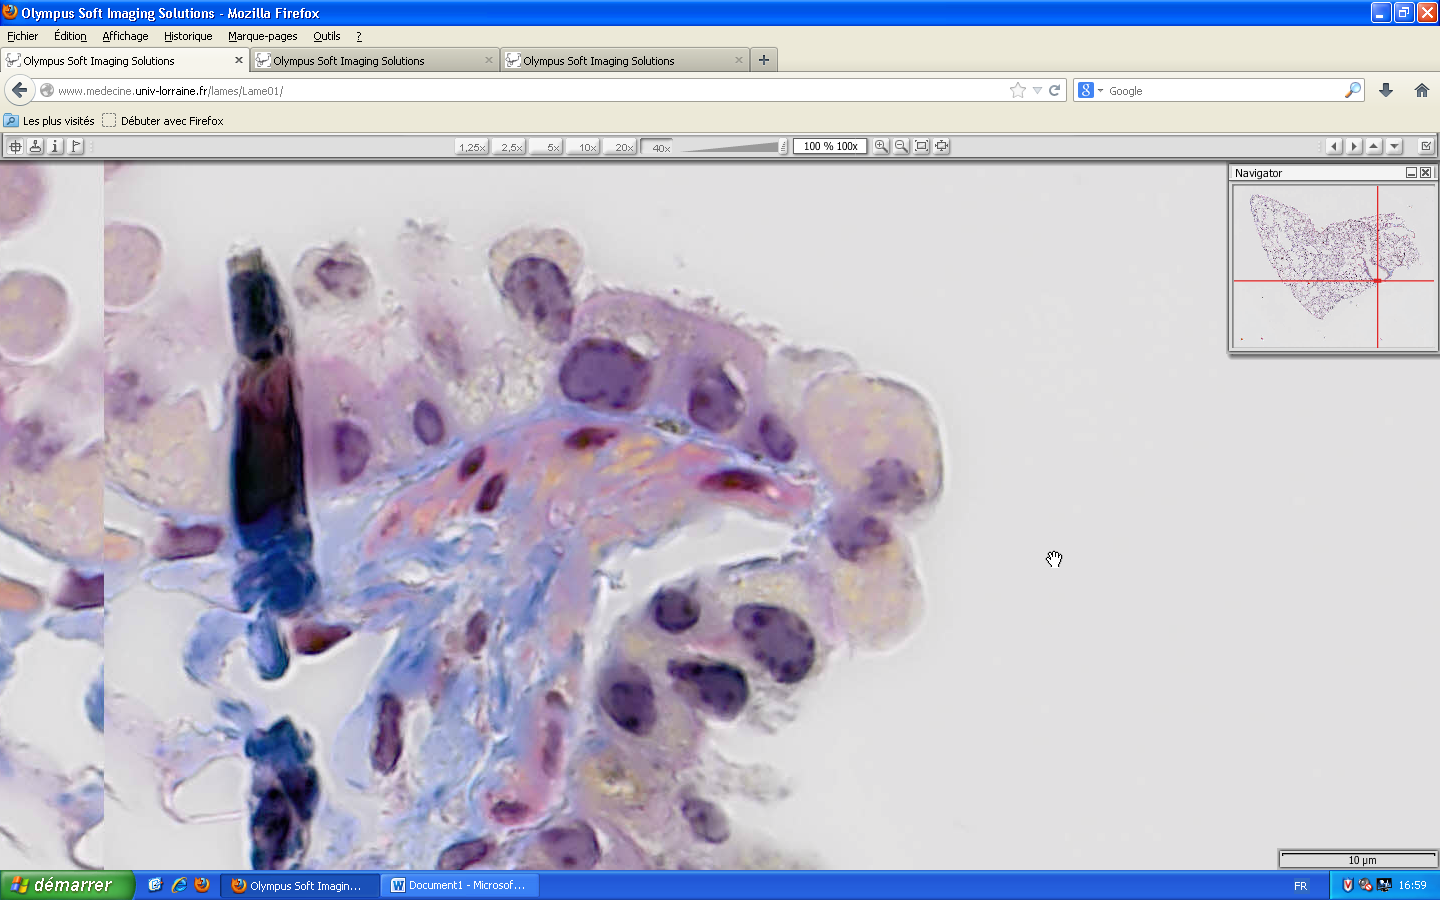 Olympus Soft Imaging Solutions - Mozilla Firefox
Fichier Édition Affichage Historique Marque-pages Outils ?
Olympus Soft Imaging Solutions Olympus Soft Imaging Solutions Olympus Soft Imaging Solutions
www.medecine.univ-lorraine.fr/lames/Lame01/ Google
Les plus visités Débuter avec Firefox
1,25x 2,5x 5x 10x 20x 40x 100 % 100x
Navigator
10 µm
démarrer Olympus Soft Imagin... Document1 - Microsof... FR 16:59